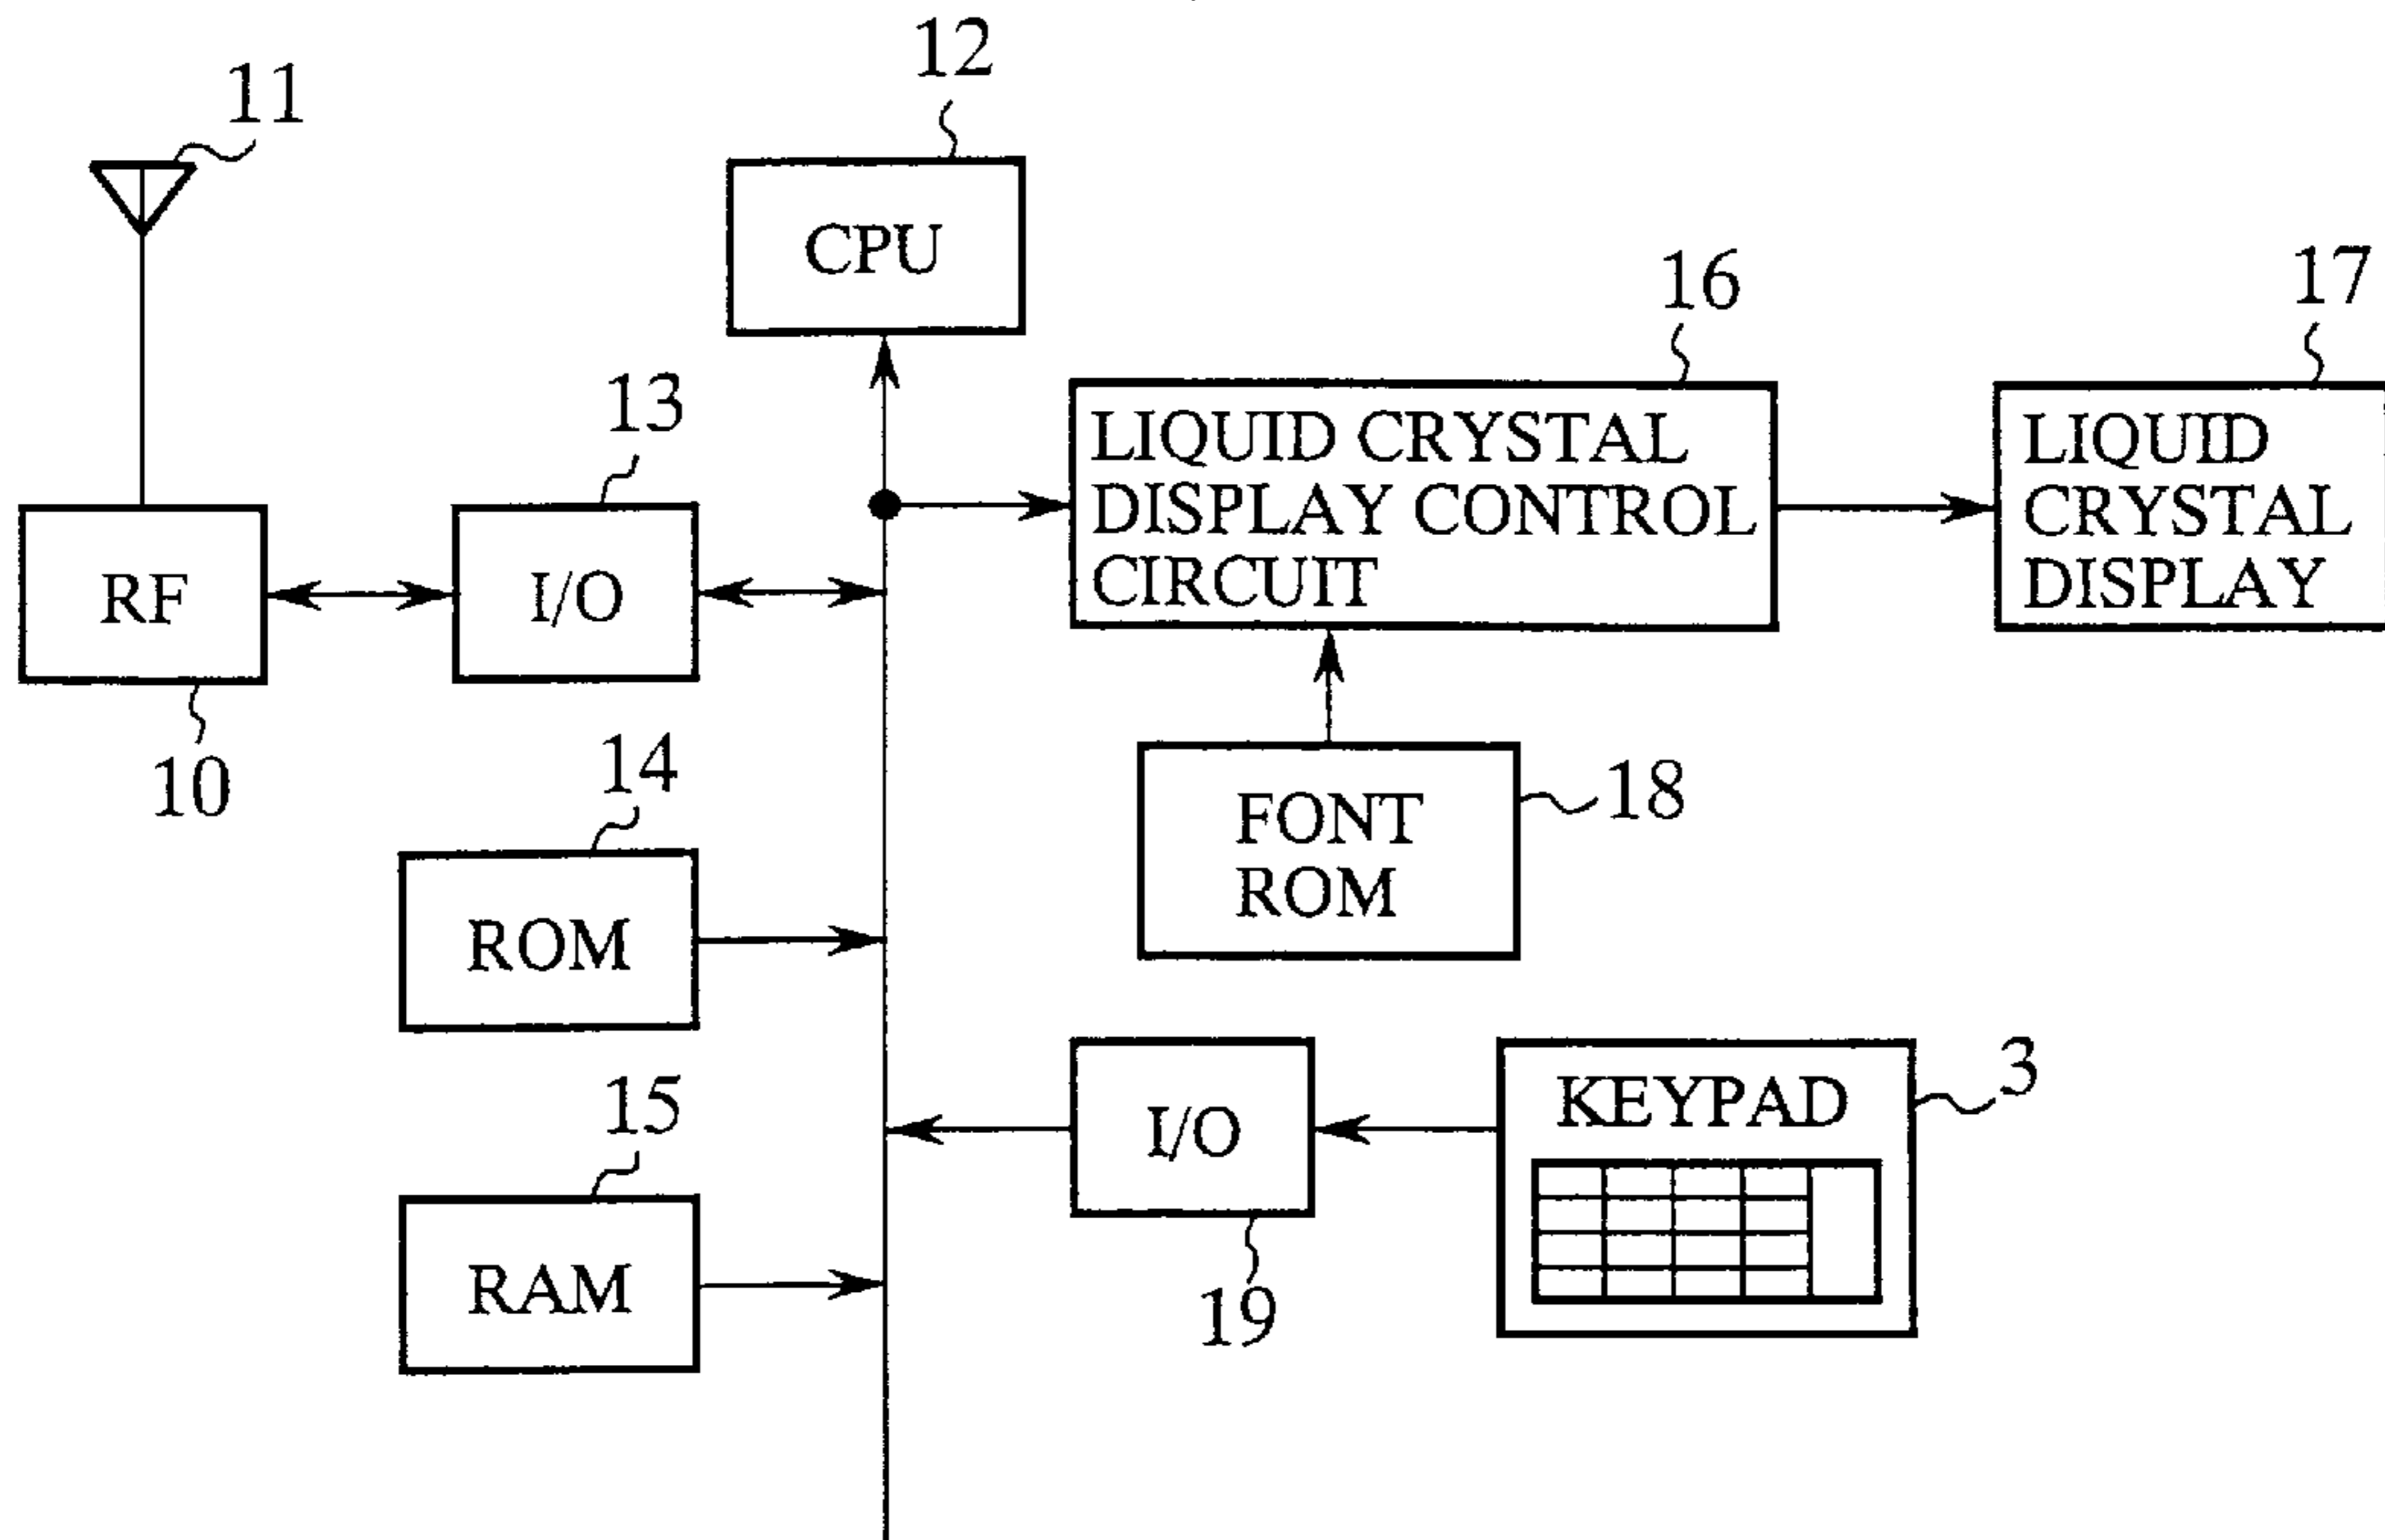 12
11
CPU
16
17
13
LIQUID CRYSTAL
DISPLAY CONTROL
CIRCUIT
LIQUID
CRYSTAL
DISPLAY
RF
I/O
10
14
FONT
ROM
18
ROM
15
I/O
KEYPAD
3
RAM
19